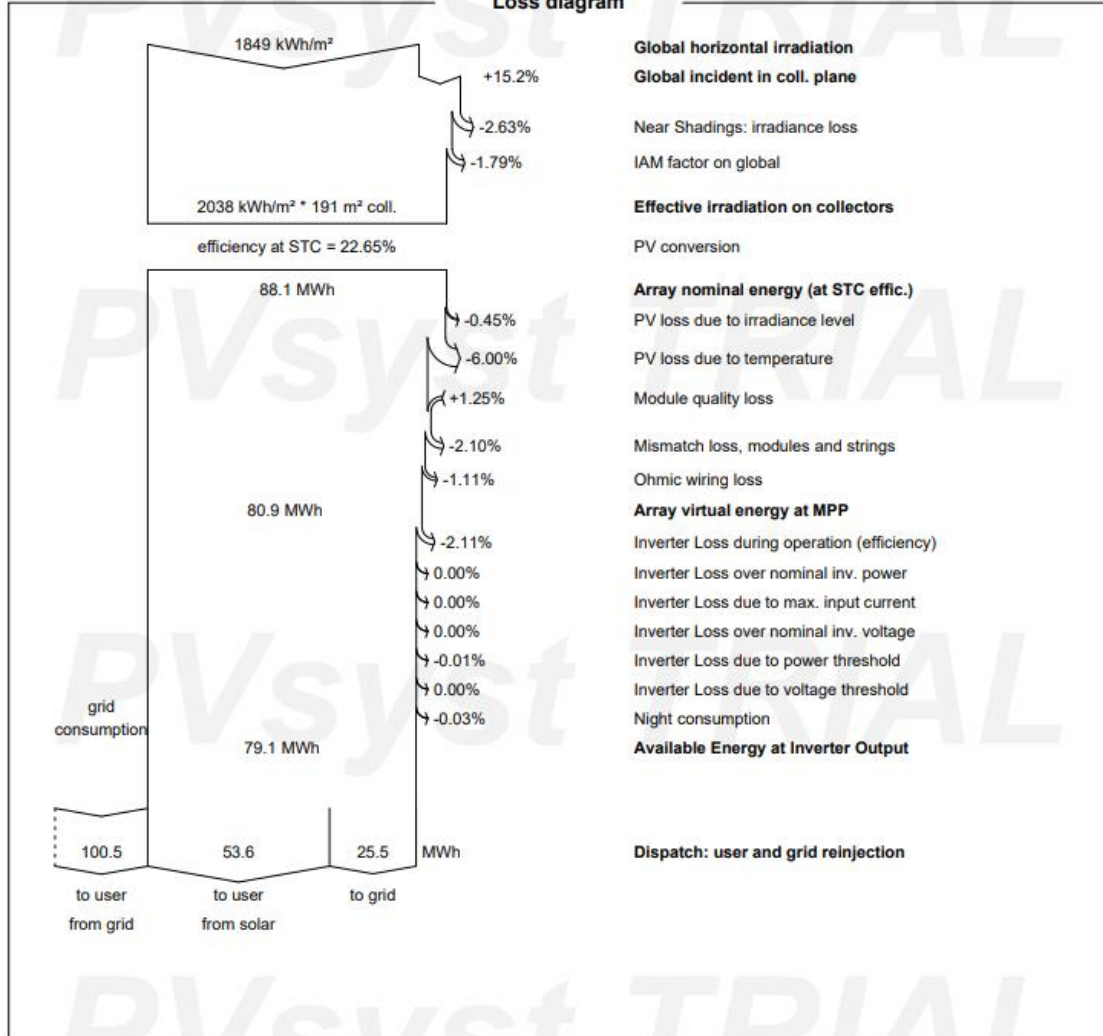 Loss diagram
1849 kWh/m² Global horizontal irradiation
+15.2% Global incident in coll. plane
-2.63% Near Shadings: irradiance loss
-1.79% IAM factor on global
2038 kWh/m² * 191 m² coll. Effective irradiation on collectors
efficiency at STC = 22.65% PV conversion
88.1 MWh Array nominal energy (at STC effic.)
-0.45% PV loss due to irradiance level
-6.00% PV loss due to temperature
+1.25% Module quality loss
-2.10% Mismatch loss, modules and strings
-1.11% Ohmic wiring loss
80.9 MWh Array virtual energy at MPP
-2.11% Inverter Loss during operation (efficiency)
0.00% Inverter Loss over nominal inv. power
0.00% Inverter Loss due to max. input current
0.00% Inverter Loss over nominal inv. voltage
-0.01% Inverter Loss due to power threshold
0.00% Inverter Loss due to voltage threshold
grid
consumption
-0.03% Night consumption
79.1 MWh Available Energy at Inverter Output
100.5 53.6 25.5 MWh Dispatch: user and grid reinjection
to user to user to grid
from grid from solar
PVsyst TRIAL
PVsyst TRIAL
PVsyst TRIAL
PVsyst TRIAL